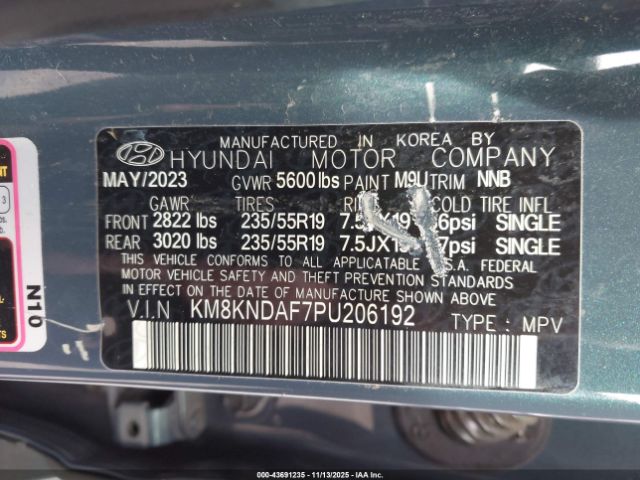 MANUFACTURED IN KOREA BY
HYUNDAI MOTOR COMPANY
MAY/2023 GVWR 5600 lbs PAINT M9U TRIM NNB
GAWR TIRES COLD TIRE INFL
FRONT 2822 lbs 235/55R19 SINGLE
REAR 3020 lbs 235/55R19 SINGLE
THIS VEHICLE CONFORMS TO ALL APPLICATABLE U.S.A. FEDERAL
MOTOR VEHICLE SAFETY AND THEFT PREVENTION STANDARDS
IN EFFECT ON THE DATE OF MANUFACTURE SHOWN ABOVE
V.I.N KM8KNDAF7PU206192 TYPE : MPV
N10
3
000-43691235 - 11/13/2025 - IAA Inc.